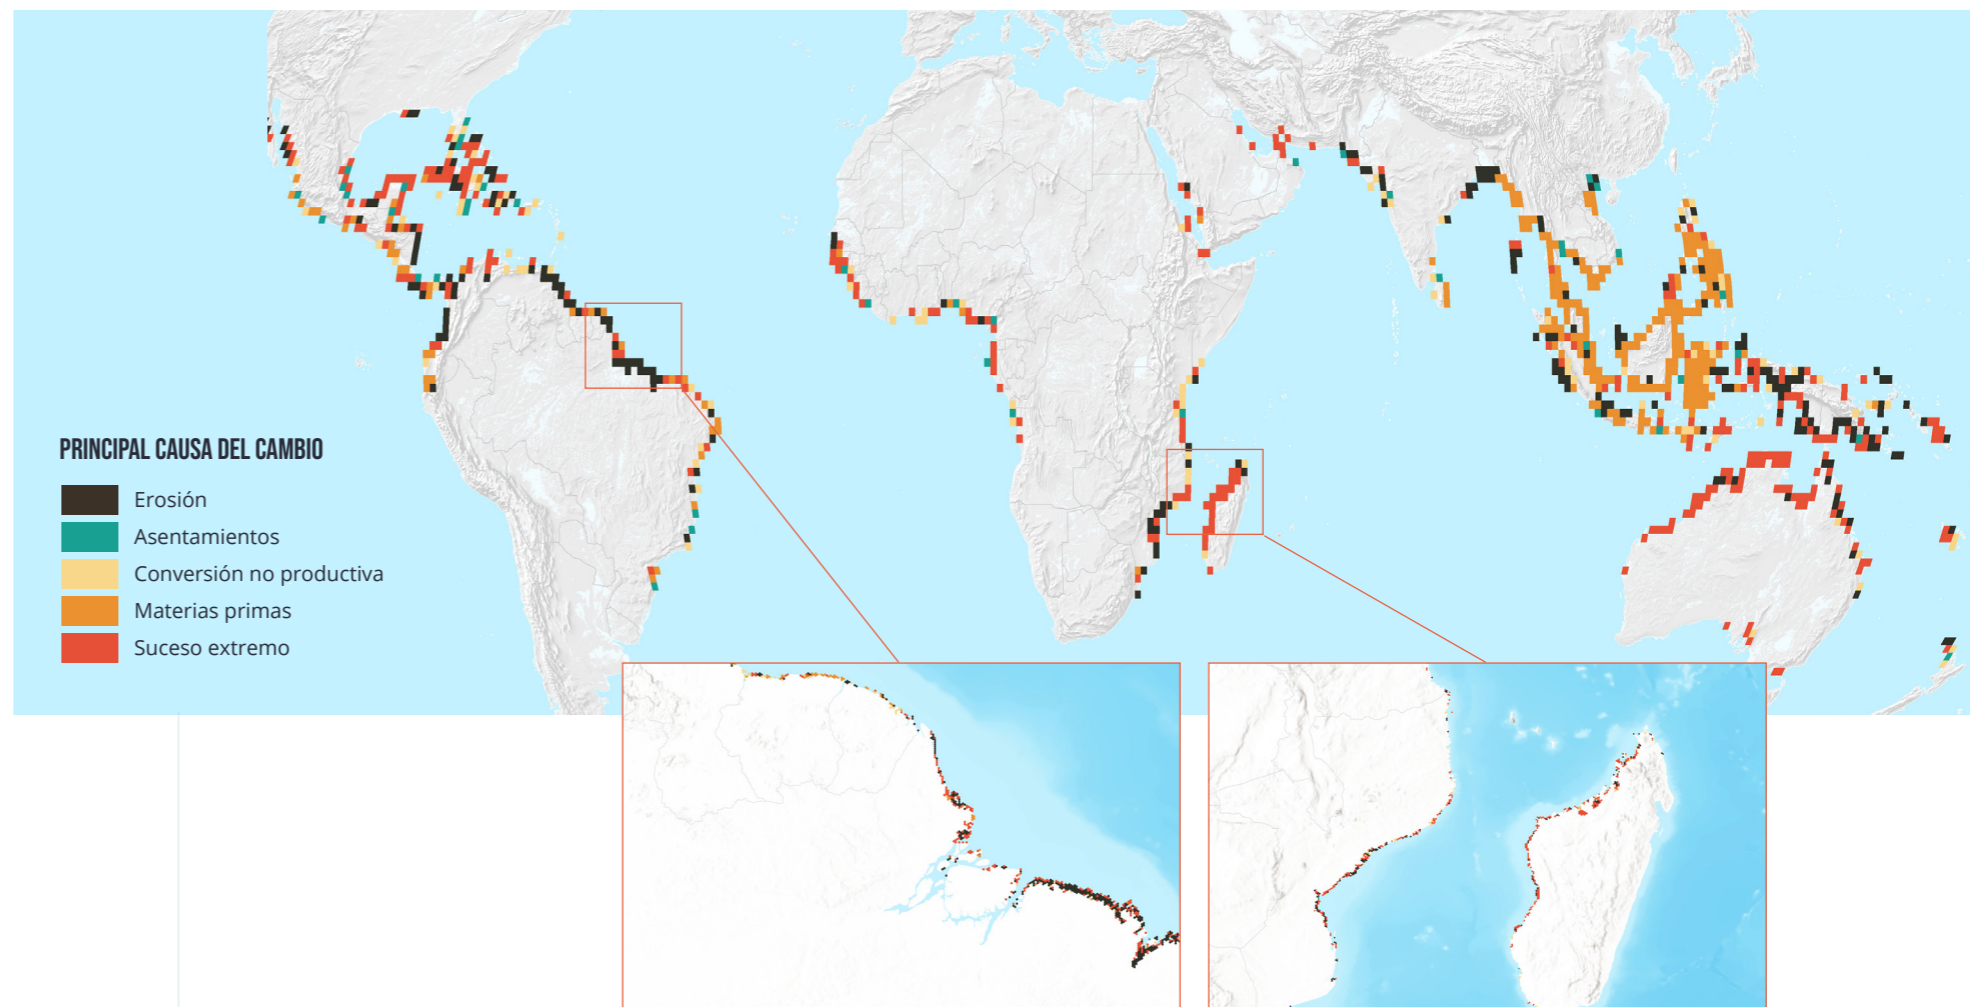 PRINCIPAL CAUSA DEL CAMBIO
Erosión
Asentamientos
Conversión no productiva
Materias primas
Suceso extremo